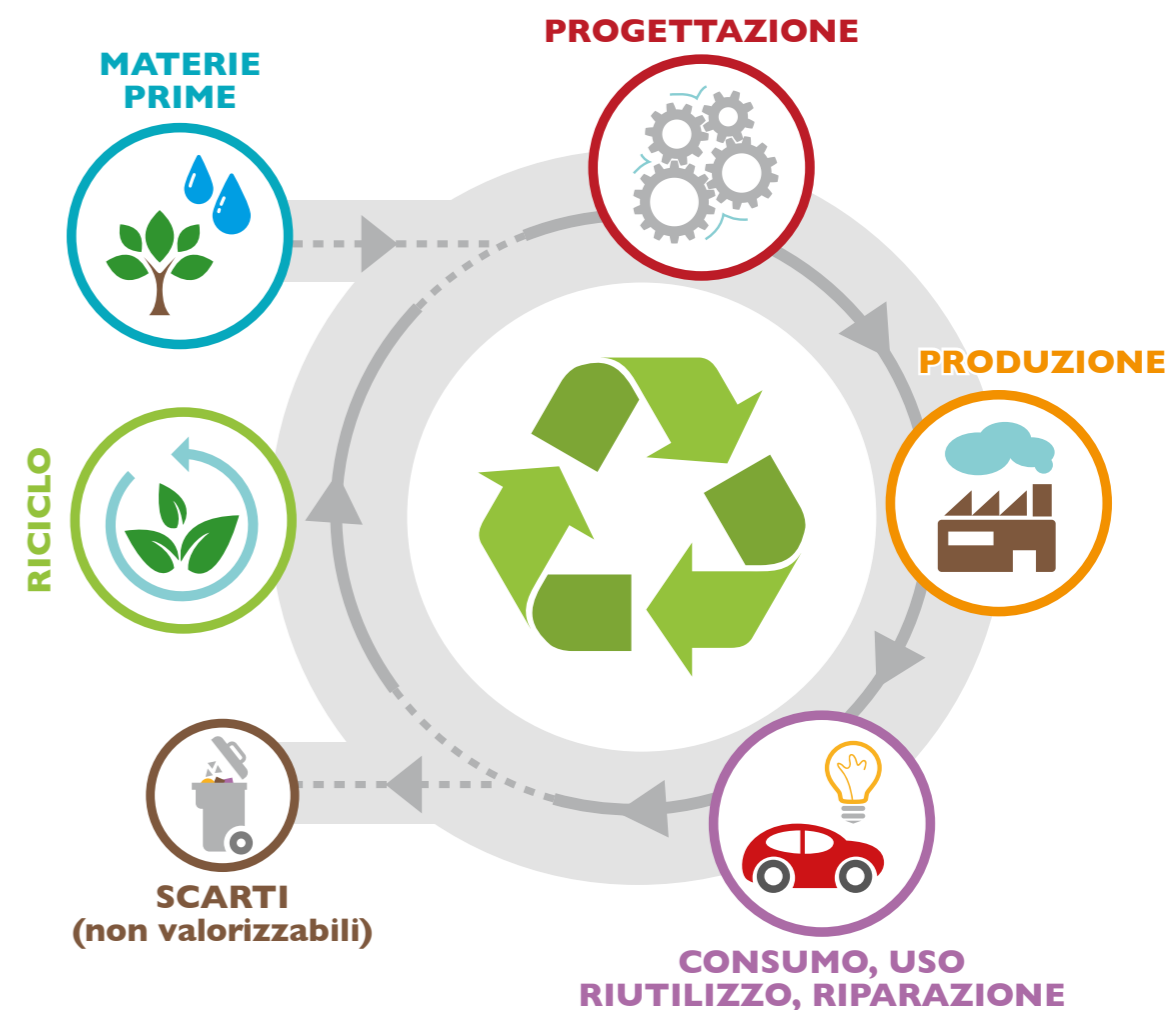 PROGETTAZIONE
MATERIE
PRIME
PRODUZIONE
RICICLO
SCARTI
(non valorizzabili)
CONSUMO, USO
RIUTILIZZO, RIPARAZIONE